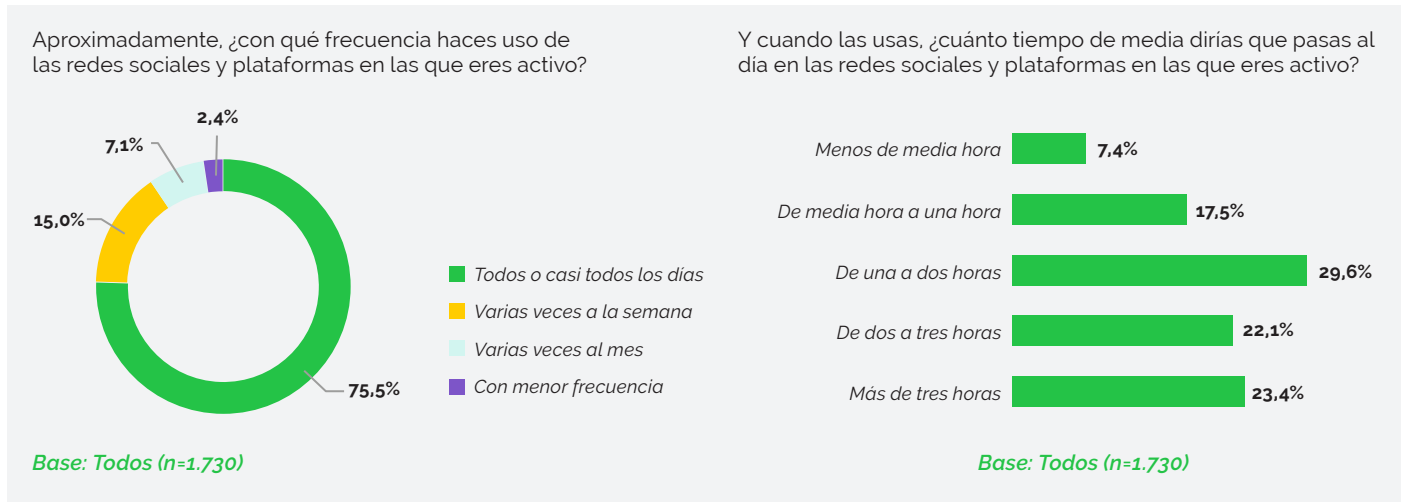 Aproximadamente, ¿con qué frecuencia haces uso de
las redes sociales y plataformas en las que eres activo?
2,4%
7,1%
15,0%
75,5%
Todos o casi todos los días
Varias veces a la semana
Varias veces al mes
Con menor frecuencia
Base: Todos (n=1.730)
Y cuando las usas, ¿cuánto tiempo de media dirías que pasas al
día en las redes sociales y plataformas en las que eres activo?
Menos de media hora 7,4%
De media hora a una hora 17,5%
De una a dos horas 29,6%
De dos a tres horas 22,1%
Más de tres horas 23,4%
Base: Todos (n=1.730)